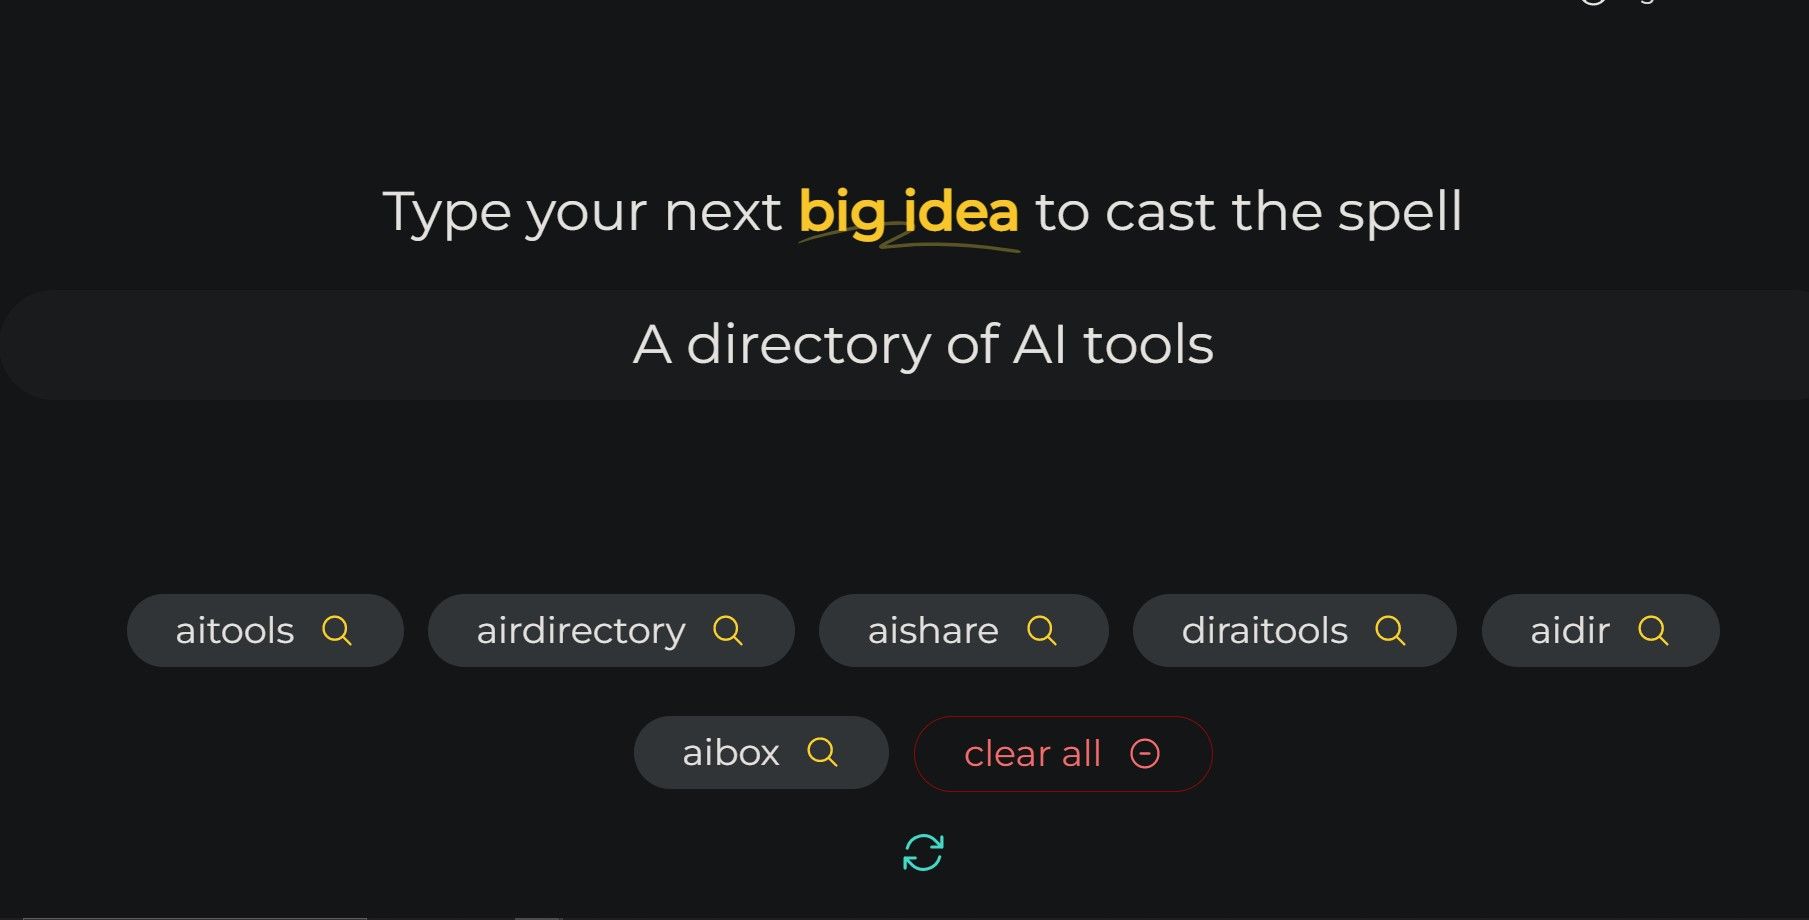 Type your next big idea to cast the spell
A directory of AI tools
aitools
airdirectory
aishare
diraitools
aidir
aibox
clear all